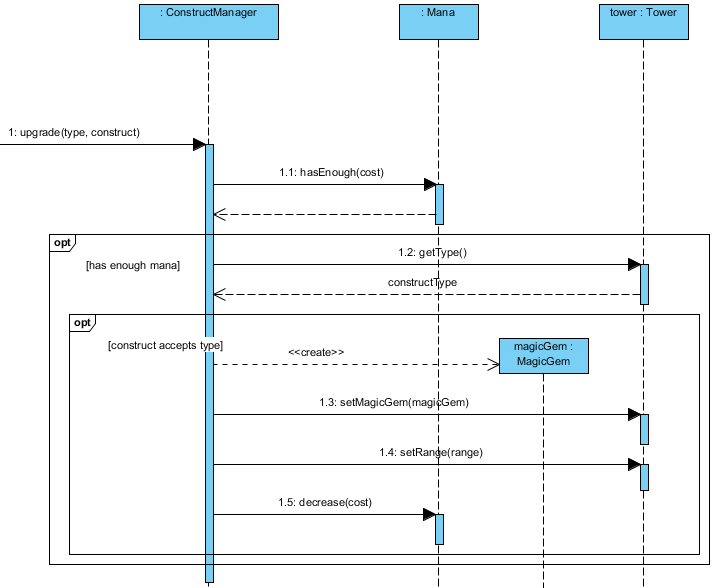 : ConstructManager
: Mana
tower : Tower
1: upgrade(type, construct)
1.1: hasEnough(cost)
opt
[has enough mana]
1.2: getType()
constructType
opt
[construct accepts type]
<<create>>
magicGem :
MagicGem
1.3: setMagicGem(magicGem)
1.4: setRange(range)
1.5: decrease(cost)